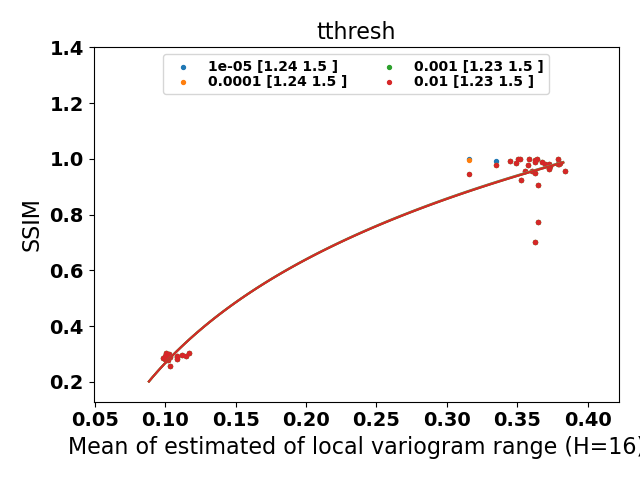 tthresh
1e-05 [1.24 1.5 ]
0.0001 [1.24 1.5 ]
0.001 [1.23 1.5 ]
0.01 [1.23 1.5 ]
1.4
1.2
1.0
0.8
0.6
0.4
0.2
SSIM
0.05 0.10 0.15 0.20 0.25 0.30 0.35 0.40
Mean of estimated of local variogram range (H=16)